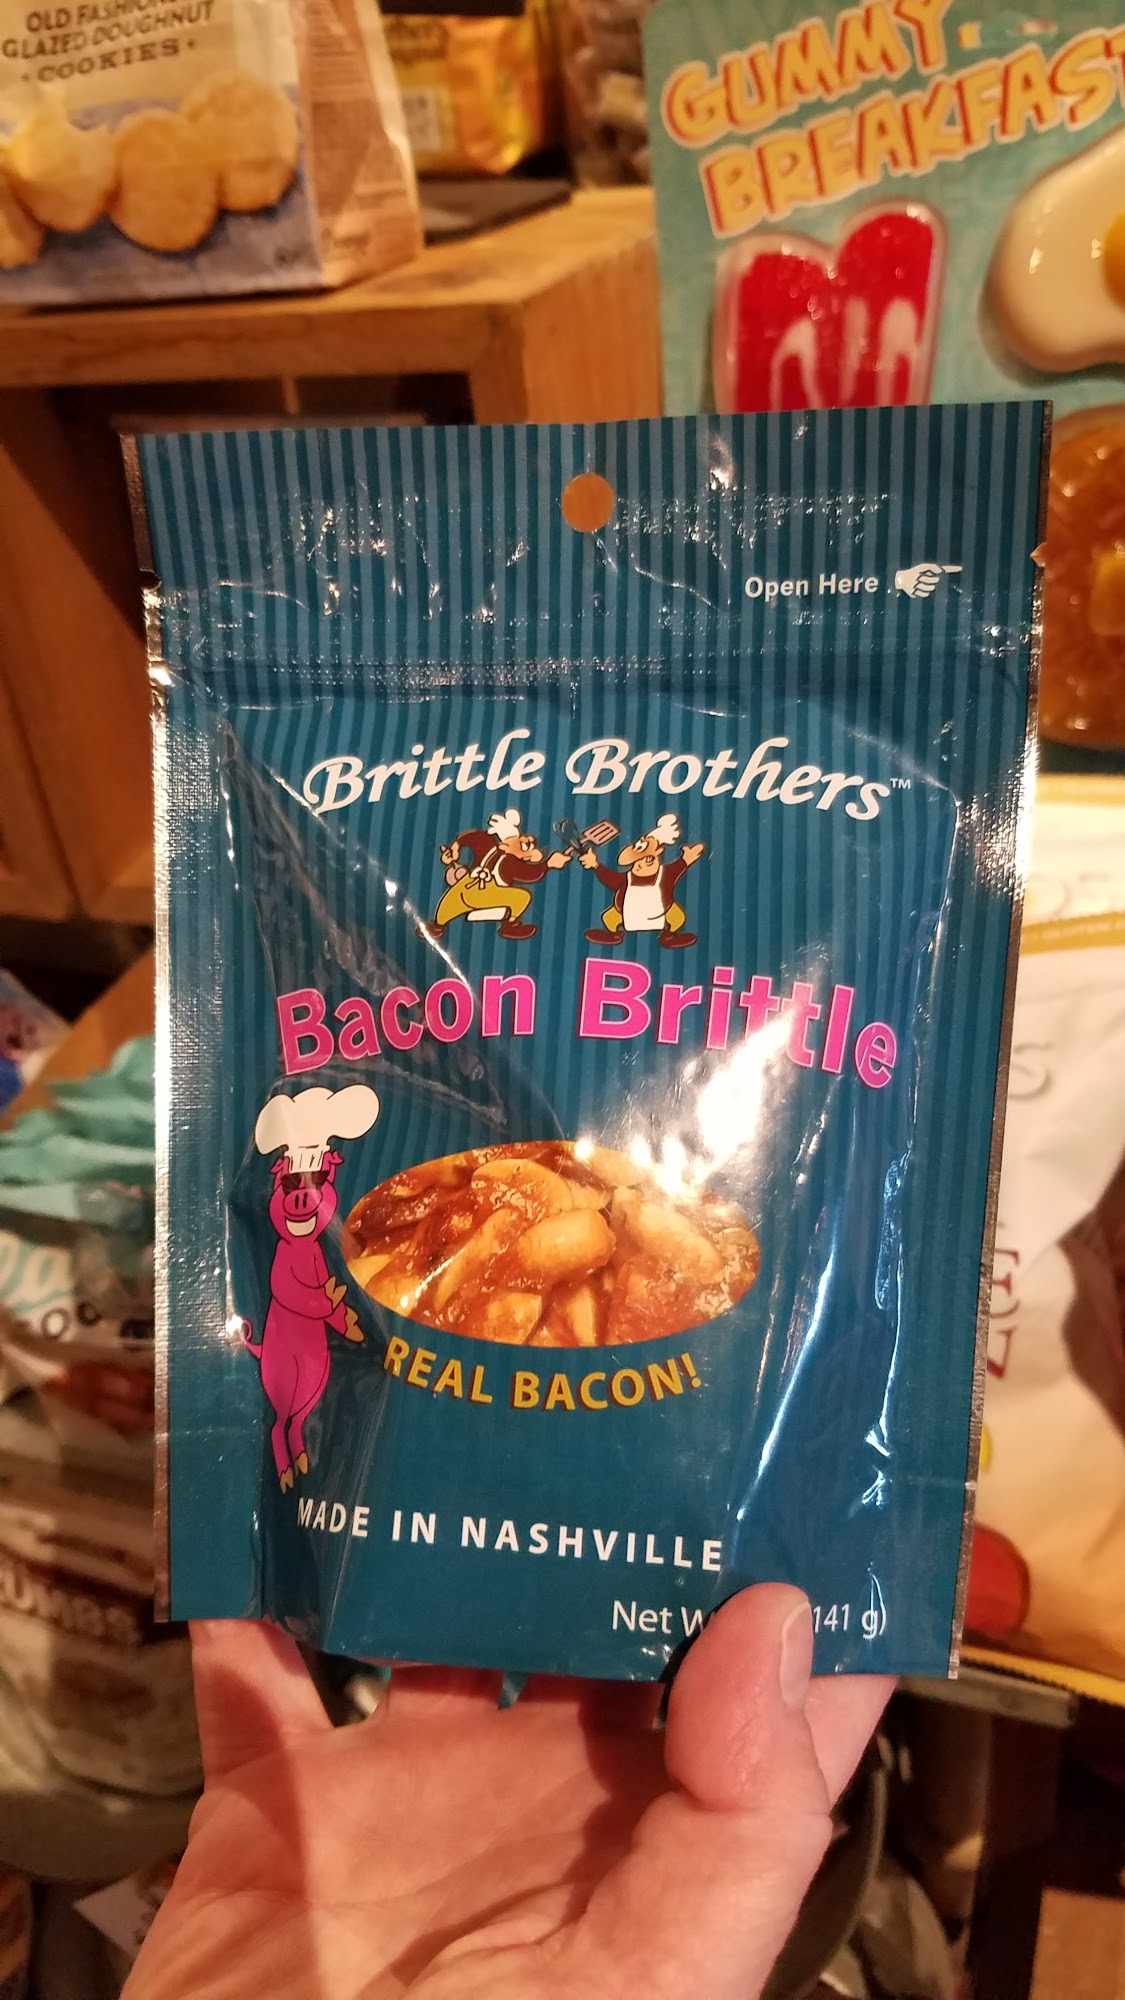 OLD FASHIONED
GLAZED DOUGHNUT
• COOKIES •
GUMMY
BREAKFAST
Open Here
Brittle Brothers™
Bacon Brittle
REAL BACON!
MADE IN NASHVILLE
Net W 141 g)